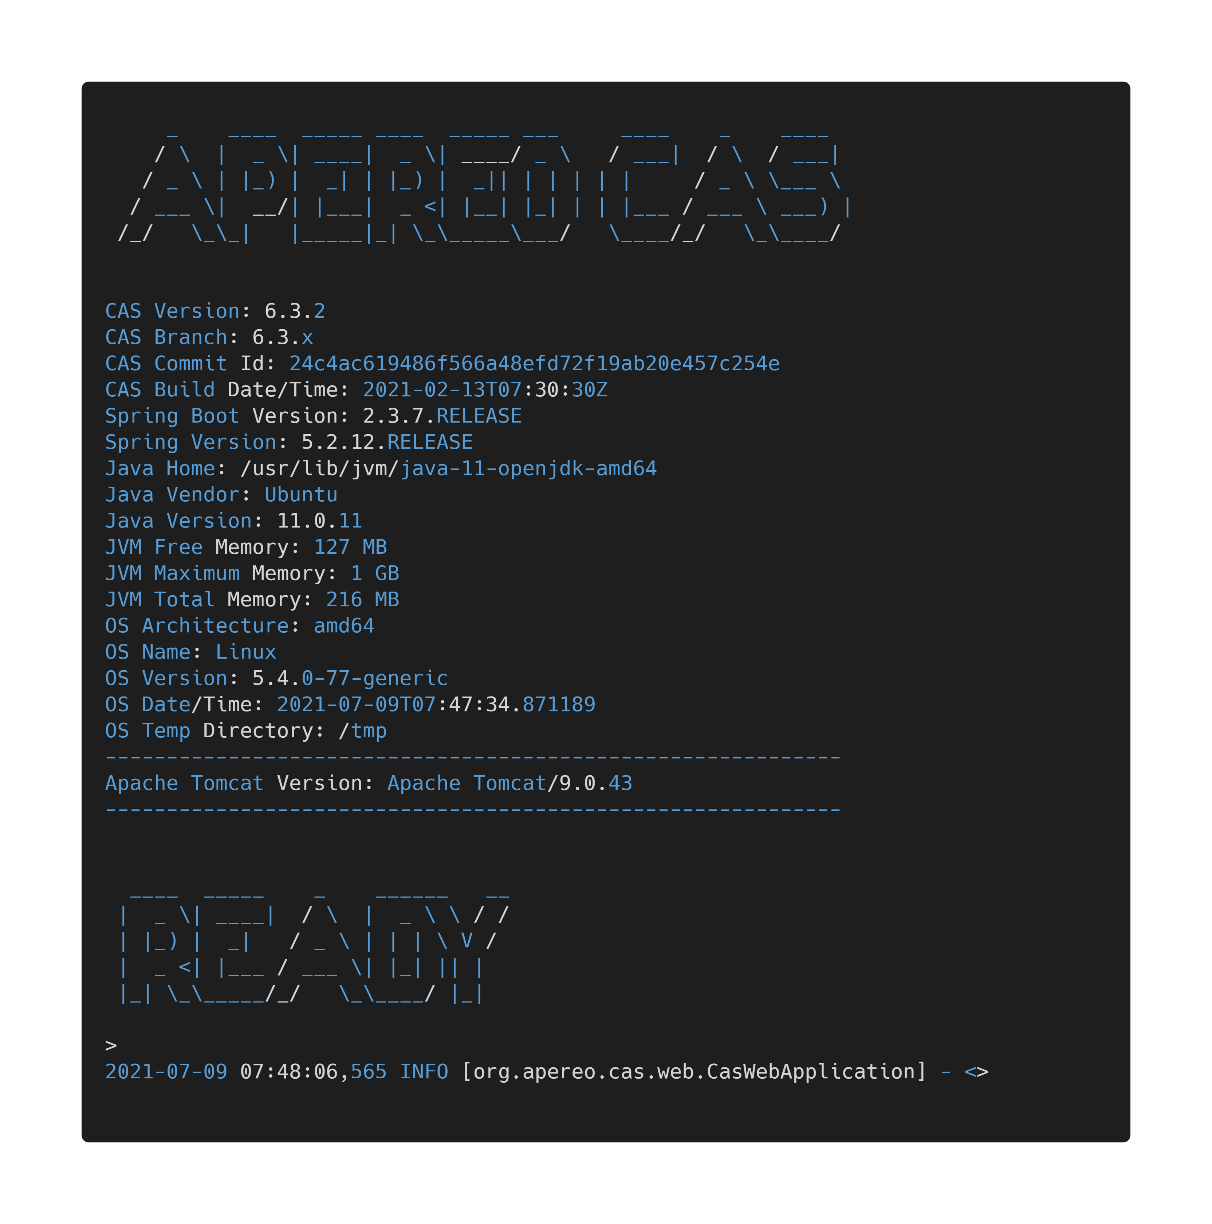 APEREO CAS
CAS Version: 6.3.2
CAS Branch: 6.3.x
CAS Commit Id: 24c4ac619486f566a48efd72f19ab20e457c254e
CAS Build Date/Time: 2021-02-13T07:30:30Z
Spring Boot Version: 2.3.7.RELEASE
Spring Version: 5.2.12.RELEASE
Java Home: /usr/lib/jvm/java-11-openjdk-amd64
Java Vendor: Ubuntu
Java Version: 11.0.11
JVM Free Memory: 127 MB
JVM Maximum Memory: 1 GB
JVM Total Memory: 216 MB
OS Architecture: amd64
OS Name: Linux
OS Version: 5.4.0-77-generic
OS Date/Time: 2021-07-09T07:47:34.871189
OS Temp Directory: /tmp
------------------------------------------------------------
Apache Tomcat Version: Apache Tomcat/9.0.43
------------------------------------------------------------
READY
>
2021-07-09 07:48:06,565 INFO [org.apereo.cas.web.CasWebApplication] - <>